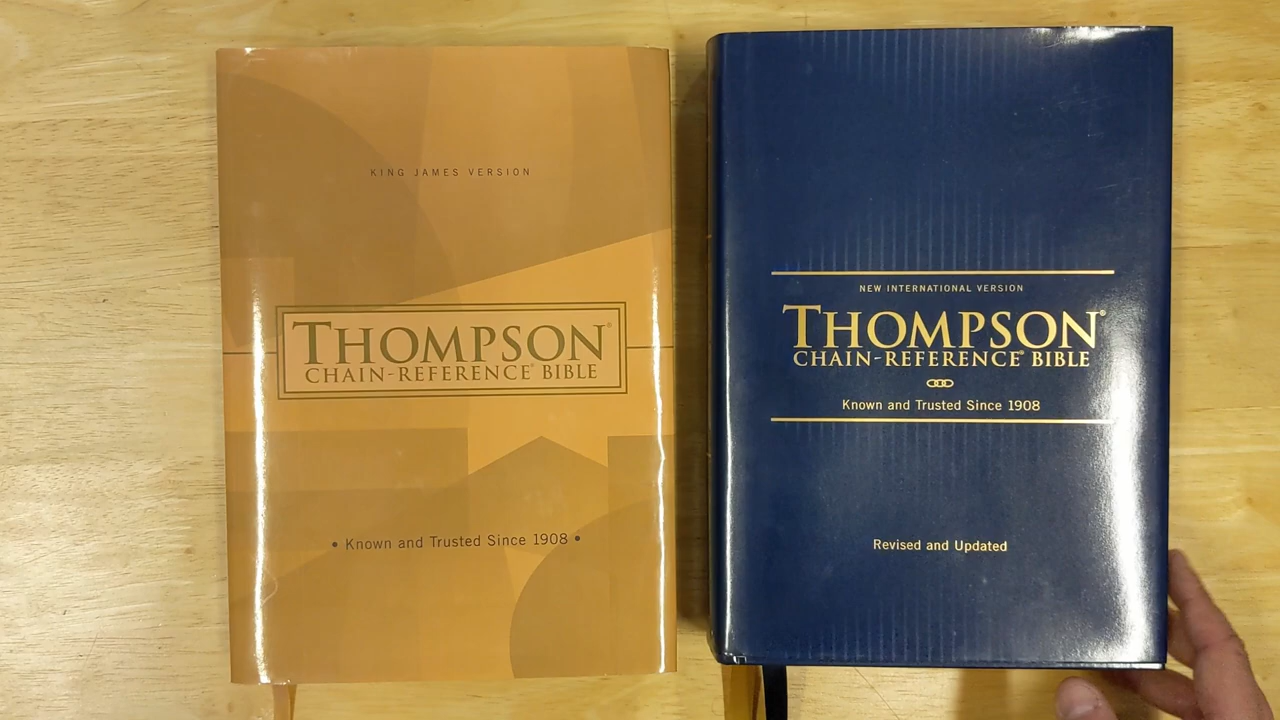 KING JAMES VERSION
THOMPSON®
CHAIN-REFERENCE® BIBLE
• Known and Trusted Since 1908 •
NEW INTERNATIONAL VERSION
THOMPSON®
CHAIN-REFERENCE® BIBLE
Known and Trusted Since 1908
Revised and Updated